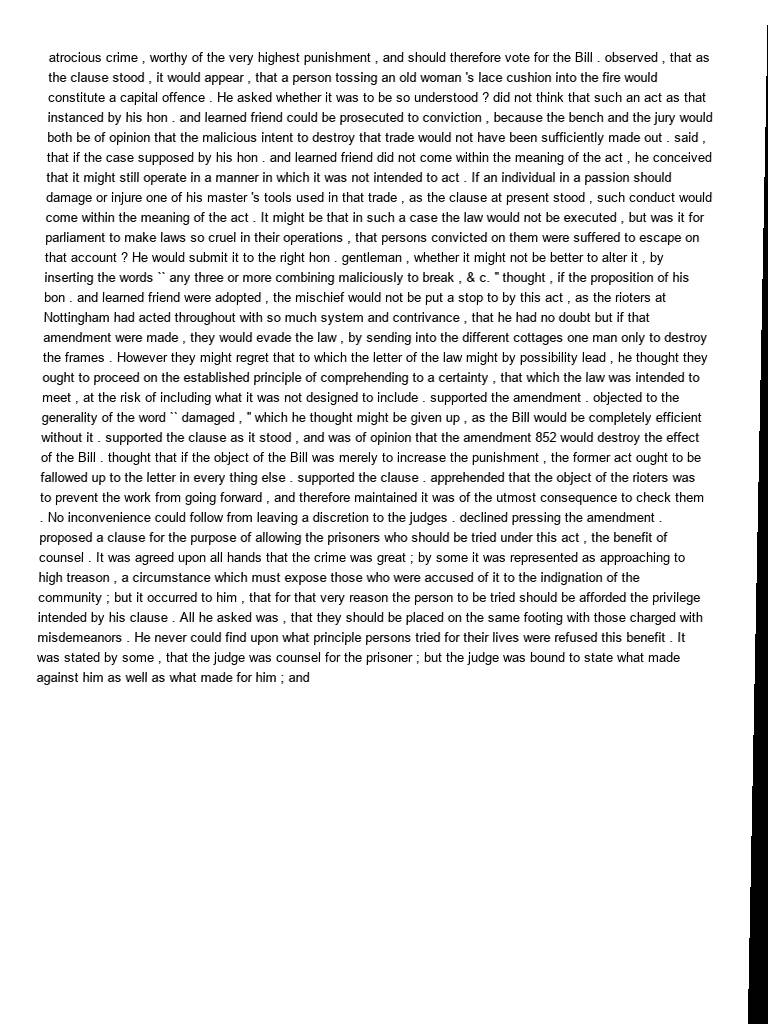 atrocious crime , worthy of the very highest punishment , and should therefore vote for the Bill . observed , that as
the clause stood , it would appear , that a person tossing an old woman 's lace cushion into the fire would
constitute a capital offence . He asked whether it was to be so understood ? did not think that such an act as that
instanced by his hon . and learned friend could be prosecuted to conviction , because the bench and the jury would
both be of opinion that the malicious intent to destroy that trade would not have been sufficiently made out . said ,
that if the case supposed by his hon . and learned friend did not come within the meaning of the act , he conceived
that it might still operate in a manner in which it was not intended to act . If an individual in a passion should
damage or injure one of his master 's tools used in that trade , as the clause at present stood , such conduct would
come within the meaning of the act . It might be that in such a case the law would not be executed , but was it for
parliament to make laws so cruel in their operations , that persons convicted on them were suffered to escape on
that account ? He would submit it to the right hon . gentleman , whether it might not be better to alter it , by
inserting the words `` any three or more combining maliciously to break , & c. '' thought , if the proposition of his
bon . and learned friend were adopted , the mischief would not be put a stop to by this act , as the rioters at
Nottingham had acted throughout with so much system and contrivance , that he had no doubt but if that
amendment were made , they would evade the law , by sending into the different cottages one man only to destroy
the frames . However they might regret that to which the letter of the law might by possibility lead , he thought they
ought to proceed on the established principle of comprehending to a certainty , that which the law was intended to
meet , at the risk of including what it was not designed to include . supported the amendment . objected to the
generality of the word `` damaged , '' which he thought might be given up , as the Bill would be completely efficient
without it . supported the clause as it stood , and was of opinion that the amendment 852 would destroy the effect
of the Bill . thought that if the object of the Bill was merely to increase the punishment , the former act ought to be
fallowed up to the letter in every thing else . supported the clause . apprehended that the object of the rioters was
to prevent the work from going forward , and therefore maintained it was of the utmost consequence to check them
. No inconvenience could follow from leaving a discretion to the judges . declined pressing the amendment .
proposed a clause for the purpose of allowing the prisoners who should be tried under this act , the benefit of
counsel . It was agreed upon all hands that the crime was great ; by some it was represented as approaching to
high treason , a circumstance which must expose those who were accused of it to the indignation of the
community ; but it occurred to him , that for that very reason the person to be tried should be afforded the privilege
intended by his clause . All he asked was , that they should be placed on the same footing with those charged with
misdemeanors . He never could find upon what principle persons tried for their lives were refused this benefit . It
was stated by some , that the judge was counsel for the prisoner ; but the judge was bound to state what made
against him as well as what made for him ; and